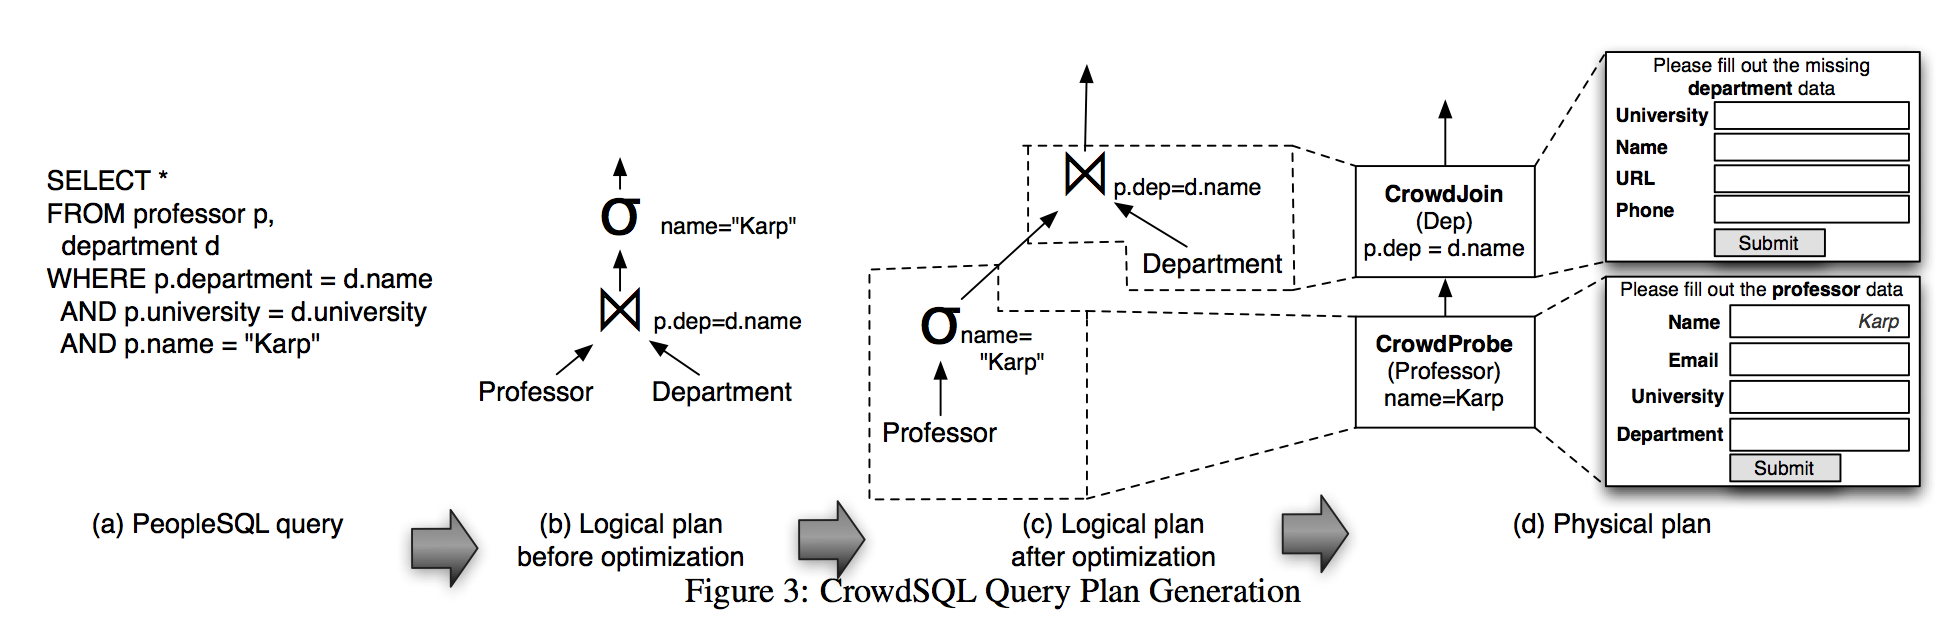 SELECT *
FROM professor p,
department d
WHERE p.department = d.name
AND p.university = d.university
AND p.name = "Karp"
(a) PeopleSQL query
σ name="Karp"
⋈ p.dep=d.name
Professor Department
(b) Logical plan
before optimization
⋈ p.dep=d.name
Department
σ name=
"Karp"
Professor
(c) Logical plan
after optimization
CrowdJoin
(Dep)
p.dep = d.name
CrowdProbe
(Professor)
name=Karp
Please fill out the missing
department data
University
Name
URL
Phone
Submit
Please fill out the professor data
Name Karp
Email
University
Department
Submit
(d) Physical plan
Figure 3: CrowdSQL Query Plan Generation